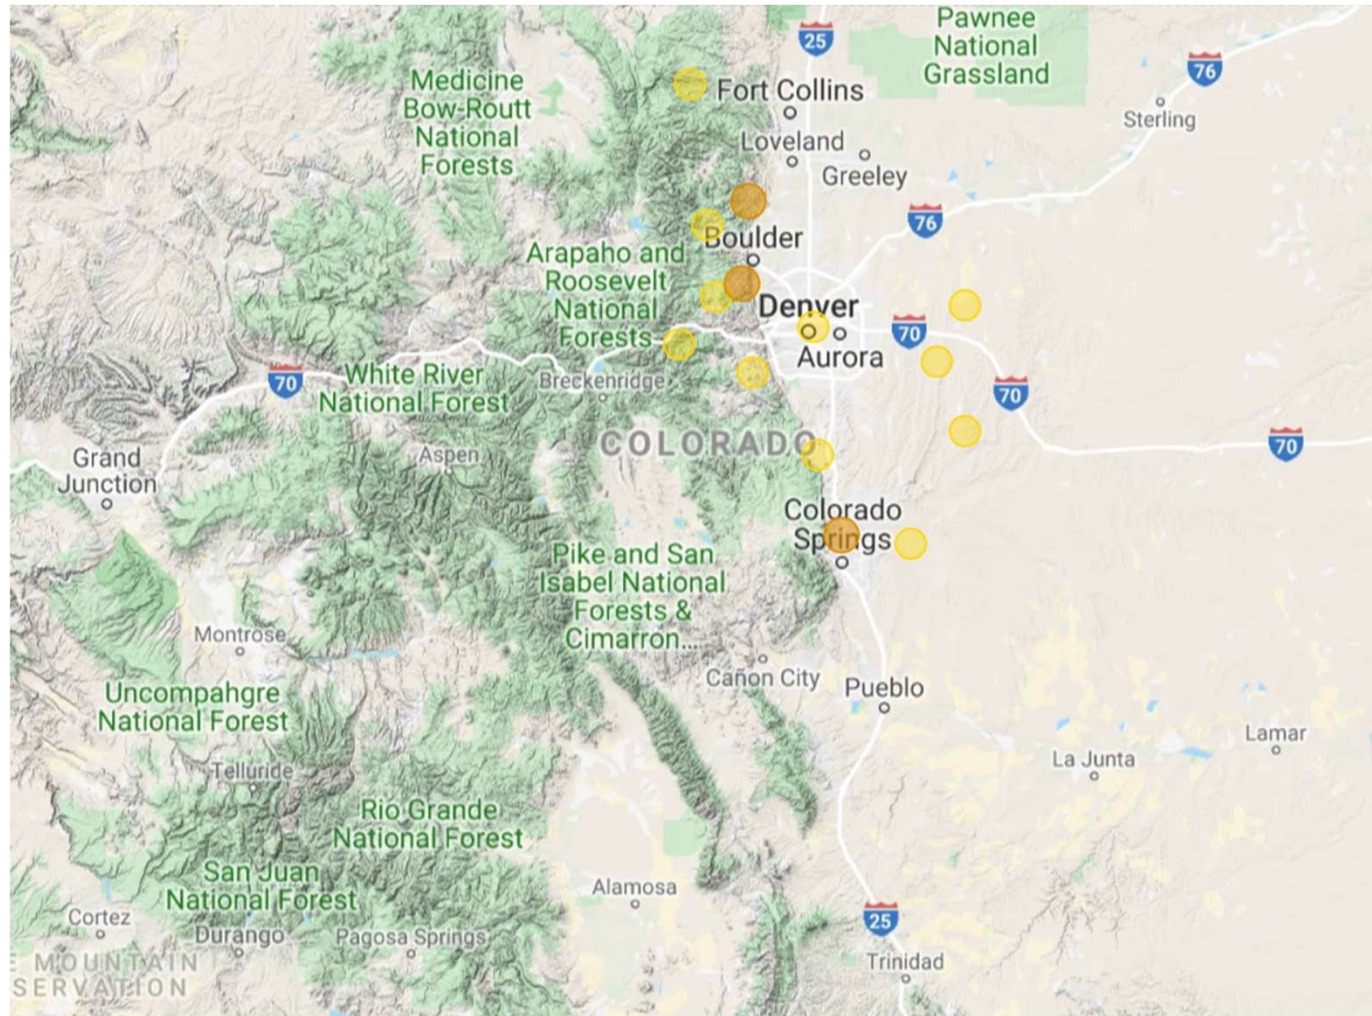 Pawnee
National
Grassland
25
76
Medicine
Bow-Routt
National
Forests
Fort Collins
Sterling
Loveland
Greeley
76
Boulder
Arapaho and
Roosevelt
National
Forests
Denver
70
Aurora
70
White River
National Forest
Breckenridge
70
COLORADO
70
Grand
Junction
Aspen
Colorado
Springs
Pike and San
Isabel National
Forests &
Cimarron...
Montrose
Cañon City
Pueblo
Uncompahgre
National Forest
Lamar
La Junta
Telluride
Rio Grande
National Forest
San Juan
National Forest
Alamosa
Cortez
25
Durango
Pagosa Springs
E MOUNTAIN
SERVATION
Trinidad